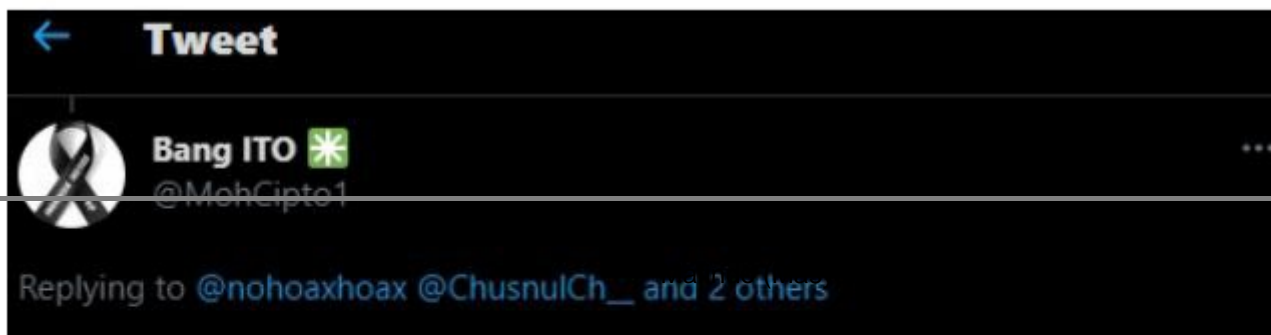 ← Tweet
Bang ITO ✳️
@MohCipto1
Replying to @nohoaxhoax @ChusnulCh__ and 2 others